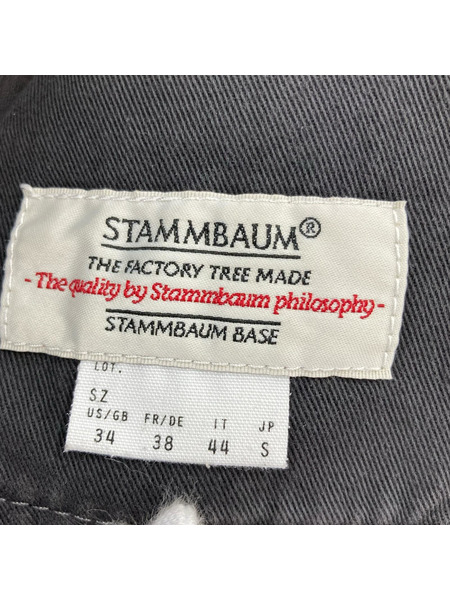 STAMMBAUM®
THE FACTORY TREE MADE
- The quality by Stammbaum philosophy -
STAMMBAUM BASE
LOT.
SZ
US/GB FR/DE IT JP
34 38 44 S